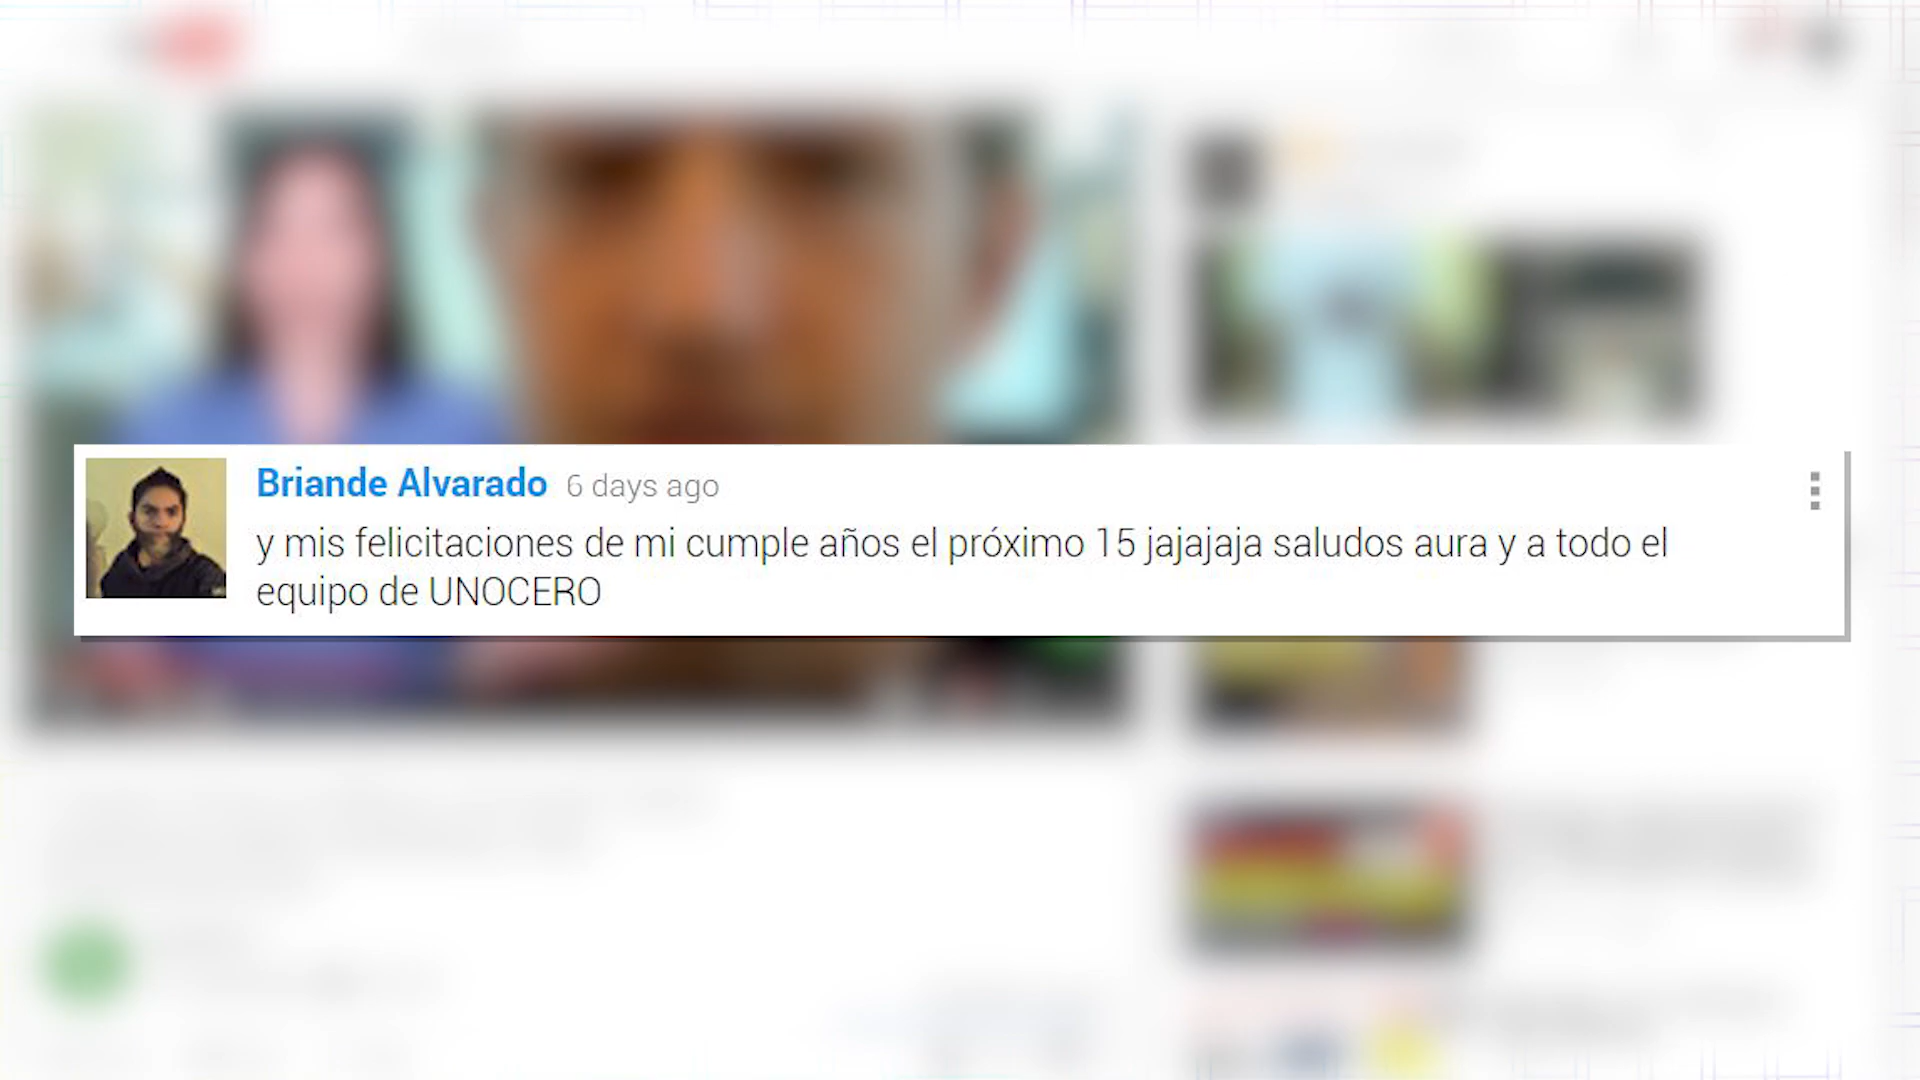 Briande Alvarado 6 days ago
y mis felicitaciones de mi cumple años el próximo 15 jajajaja saludos aura y a todo el
equipo de UNOCERO